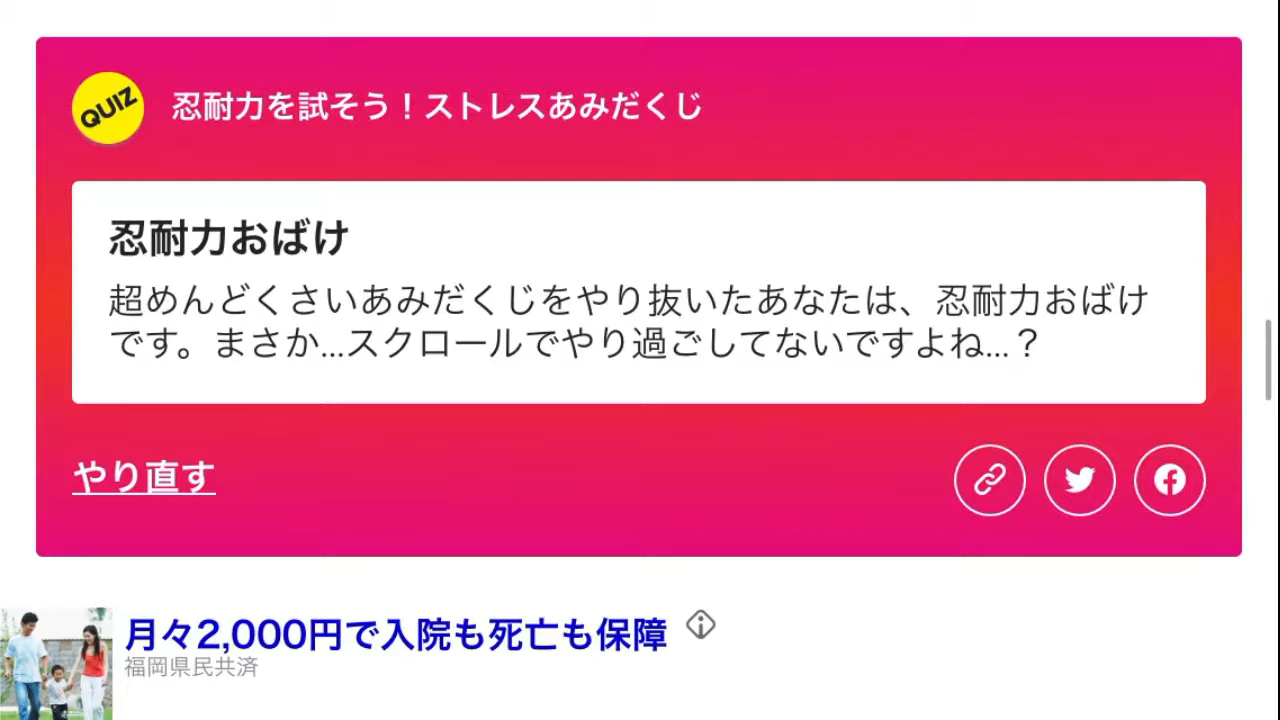 QUIZ
忍耐力を試そう！ストレスあみだくじ
忍耐力おばけ
超めんどくさいあみだくじをやり抜いたあなたは、忍耐力おばけ
です。まさか...スクロールでやり過ごしてないですよね...？
やり直す
月々2,000円で入院も死亡も保障
福岡県民共済